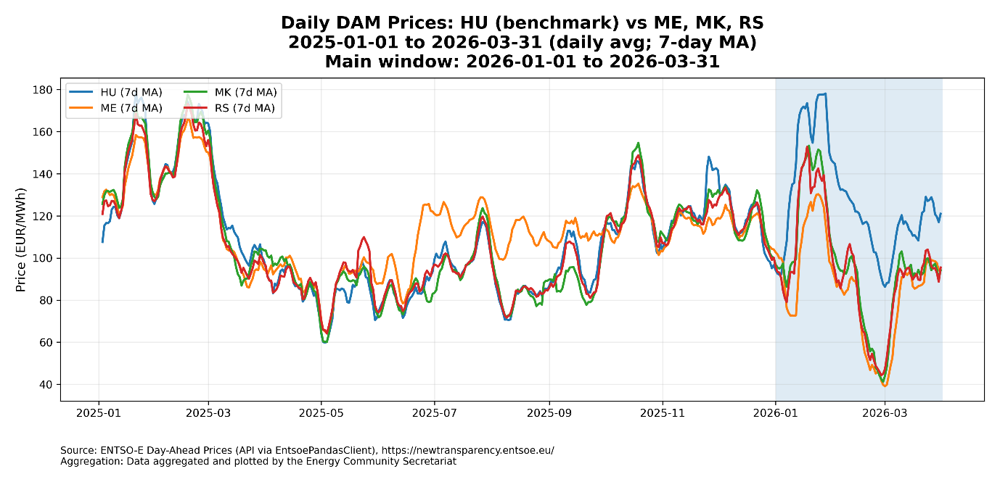 Daily DAM Prices: HU (benchmark) vs ME, MK, RS
2025-01-01 to 2026-03-31 (daily avg; 7-day MA)
Main window: 2026-01-01 to 2026-03-31
HU (7d MA)
ME (7d MA)
MK (7d MA)
RS (7d MA)
Price (EUR/MWh)
180
160
140
120
100
80
60
40
2025-01
2025-03
2025-05
2025-07
2025-09
2025-11
2026-01
2026-03
Source: ENTSO-E Day-Ahead Prices (API via EntsoePandasClient), https://newtransparency.entsoe.eu/
Aggregation: Data aggregated and plotted by the Energy Community Secretariat